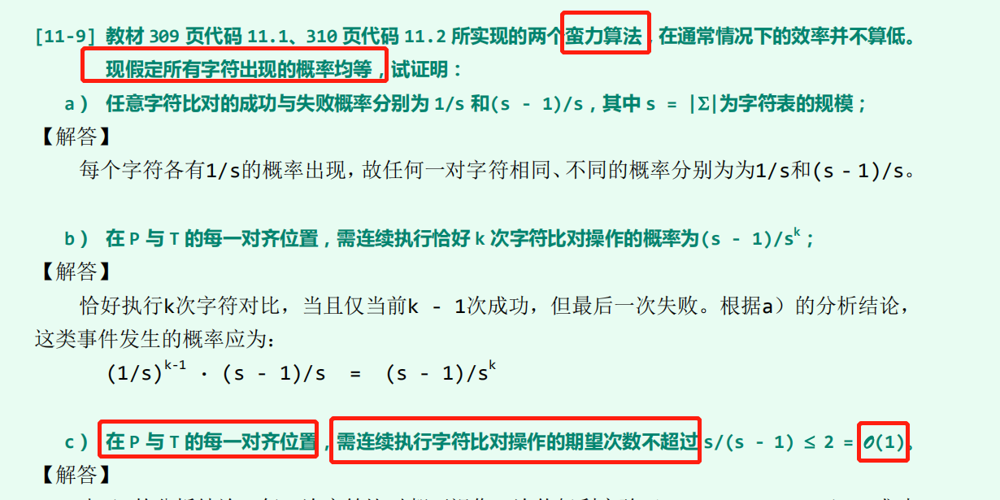 [11-9] 教材 309 页代码 11.1、310 页代码 11.2 所实现的两个蛮力算法，在通常情况下的效率并不算低。
现假定所有字符出现的概率均等，试证明：
a） 任意字符比对的成功与失败概率分别为 1/s 和(s - 1)/s，其中 s = |Σ|为字符表的规模；
【解答】
每个字符各有1/s的概率出现，故任何一对字符相同、不同的概率分别为为1/s和(s - 1)/s。
b） 在 P 与 T 的每一对齐位置，需连续执行恰好 k 次字符比对操作的概率为(s - 1)/s^k；
【解答】
恰好执行k次字符对比，当且仅当前k - 1次成功，但最后一次失败。根据a）的分析结论，
这类事件发生的概率应为：
(1/s)^k-1 · (s - 1)/s = (s - 1)/s^k
c） 在 P 与 T 的每一对齐位置，需连续执行字符比对操作的期望次数不超过 s/(s - 1) ≤ 2 = O(1)。
【解答】